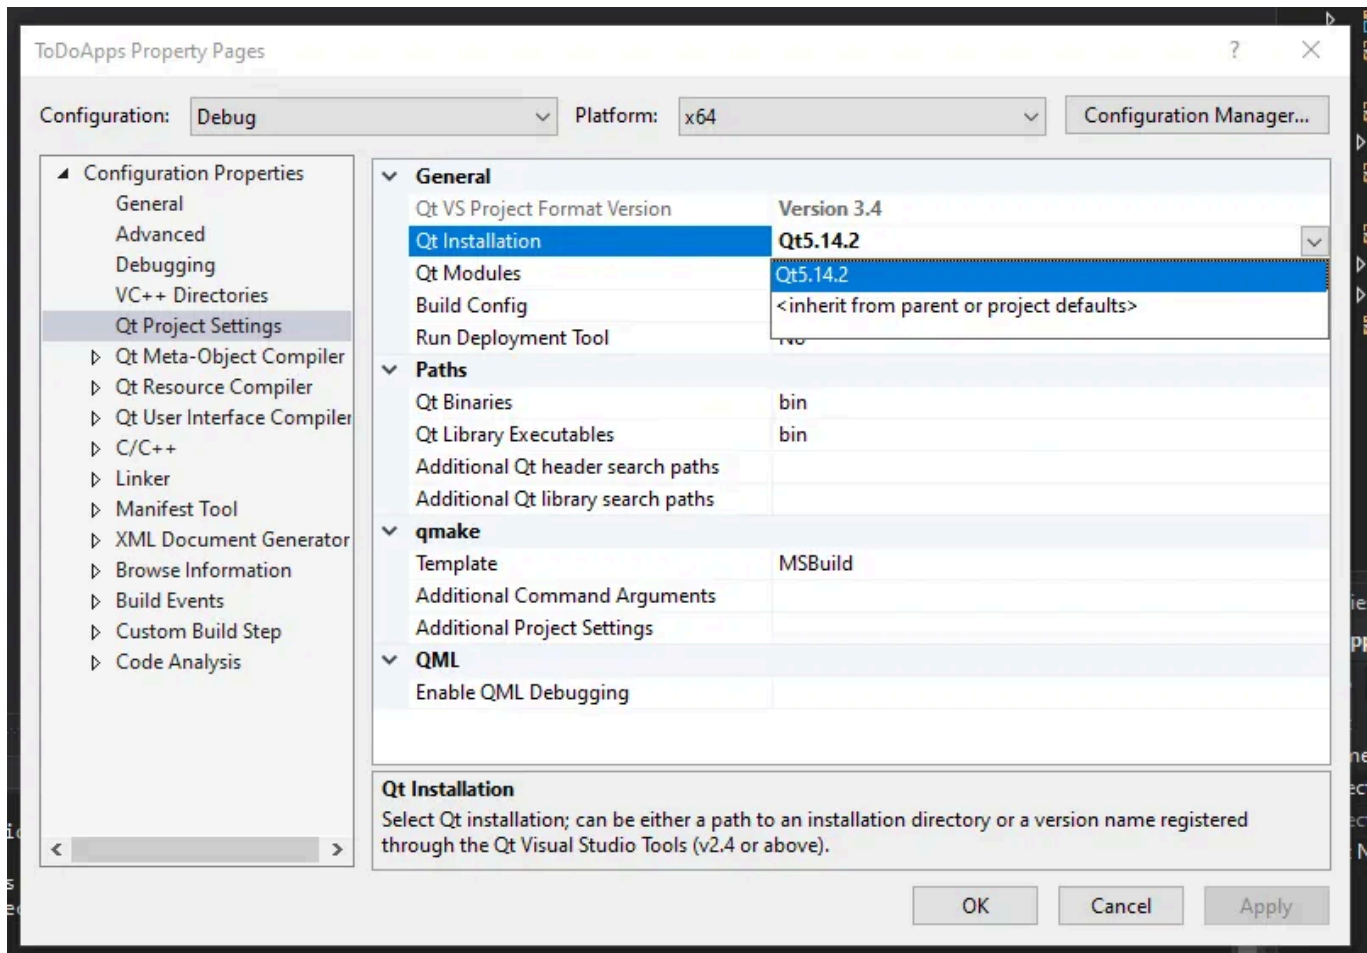 ToDoApps Property Pages
Configuration: Debug Platform: x64 Configuration Manager...
Configuration Properties
General
Advanced
Debugging
VC++ Directories
Qt Project Settings
Qt Meta-Object Compiler
Qt Resource Compiler
Qt User Interface Compiler
C/C++
Linker
Manifest Tool
XML Document Generator
Browse Information
Build Events
Custom Build Step
Code Analysis
General
Qt VS Project Format Version Version 3.4
Qt Installation Qt5.14.2
Qt Modules Qt5.14.2
Build Config <inherit from parent or project defaults>
Run Deployment Tool
Paths
Qt Binaries bin
Qt Library Executables bin
Additional Qt header search paths
Additional Qt library search paths
qmake
Template MSBuild
Additional Command Arguments
Additional Project Settings
QML
Enable QML Debugging
Qt Installation
Select Qt installation; can be either a path to an installation directory or a version name registered
through the Qt Visual Studio Tools (v2.4 or above).
OK Cancel Apply